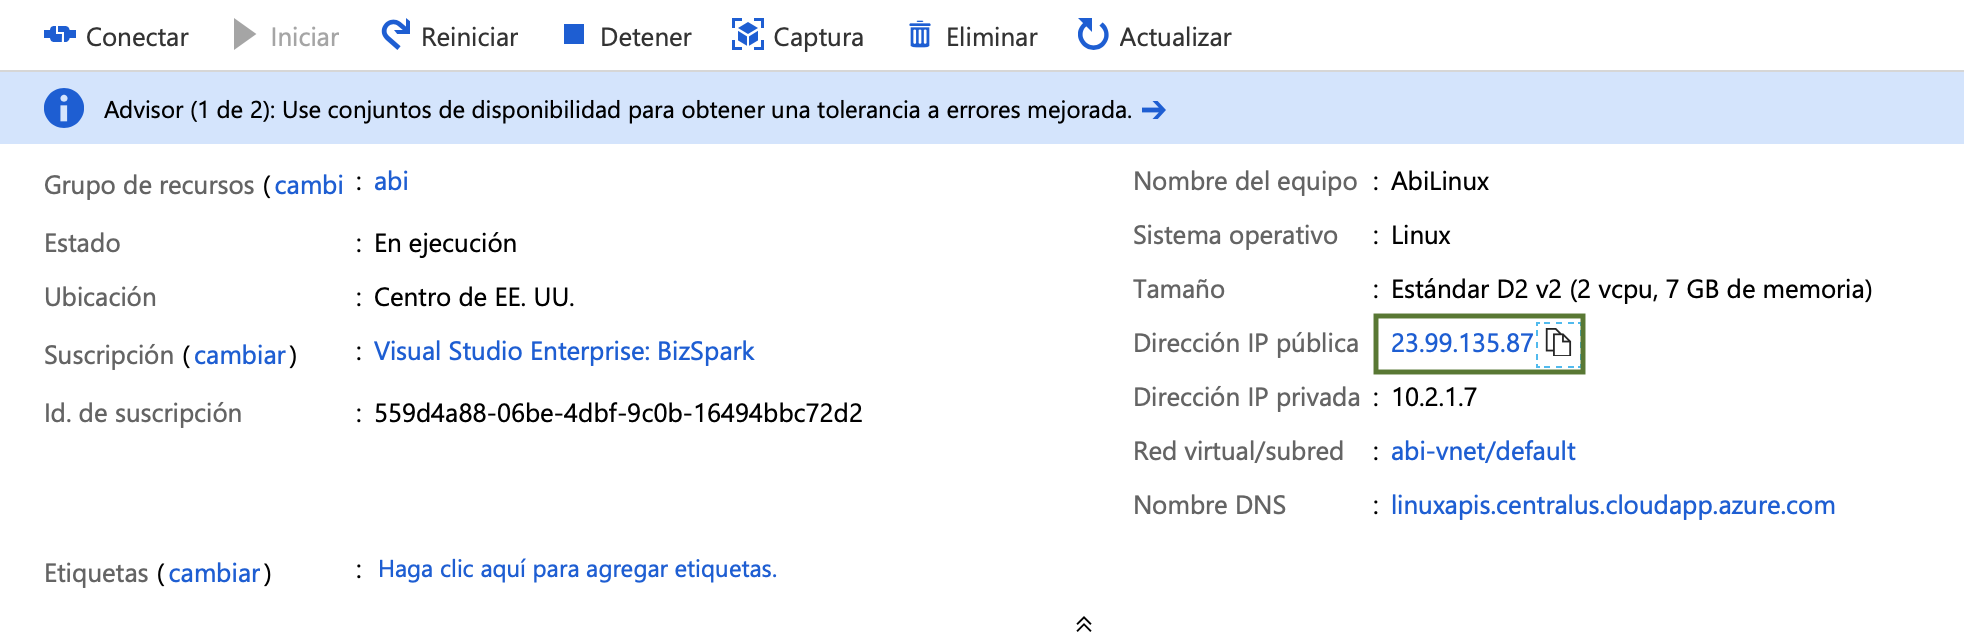 Conectar Iniciar Reiniciar Detener Captura Eliminar Actualizar
Advisor (1 de 2): Use conjuntos de disponibilidad para obtener una tolerancia a errores mejorada.
Grupo de recursos (cambi : abi
Estado : En ejecución
Ubicación : Centro de EE. UU.
Suscripción (cambiar) : Visual Studio Enterprise: BizSpark
Id. de suscripción : 559d4a88-06be-4dbf-9c0b-16494bbc72d2
Etiquetas (cambiar) : Haga clic aquí para agregar etiquetas.
Nombre del equipo : AbiLinux
Sistema operativo : Linux
Tamaño : Estándar D2 v2 (2 vcpu, 7 GB de memoria)
Dirección IP pública 23.99.135.87
Dirección IP privada : 10.2.1.7
Red virtual/subred : abi-vnet/default
Nombre DNS : linuxapis.centralus.cloudapp.azure.com